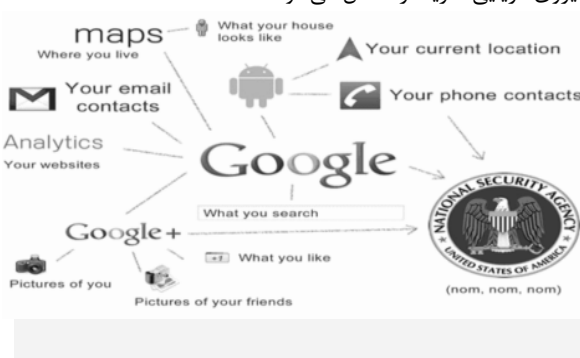 maps
Where you live
What your house
looks like
Your current location
Your email
contacts
Your phone contacts
Analytics
Your websites
Google
What you search
NATIONAL SECURITY AGENCY
UNITED STATES OF AMERICA
(nom, nom, nom)
Google+
+1
What you like
Pictures of you
Pictures of your friends